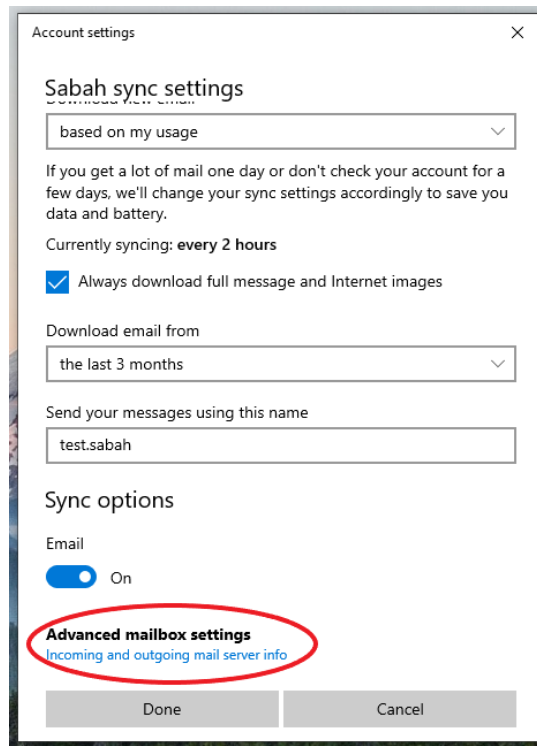 Account settings
Sabah sync settings
Download new email
based on my usage
If you get a lot of mail one day or don't check your account for a
few days, we'll change your sync settings accordingly to save you
data and battery.
Currently syncing: every 2 hours
Always download full message and Internet images
Download email from
the last 3 months
Send your messages using this name
test.sabah
Sync options
Email
On
Advanced mailbox settings
Incoming and outgoing mail server info
Done
Cancel